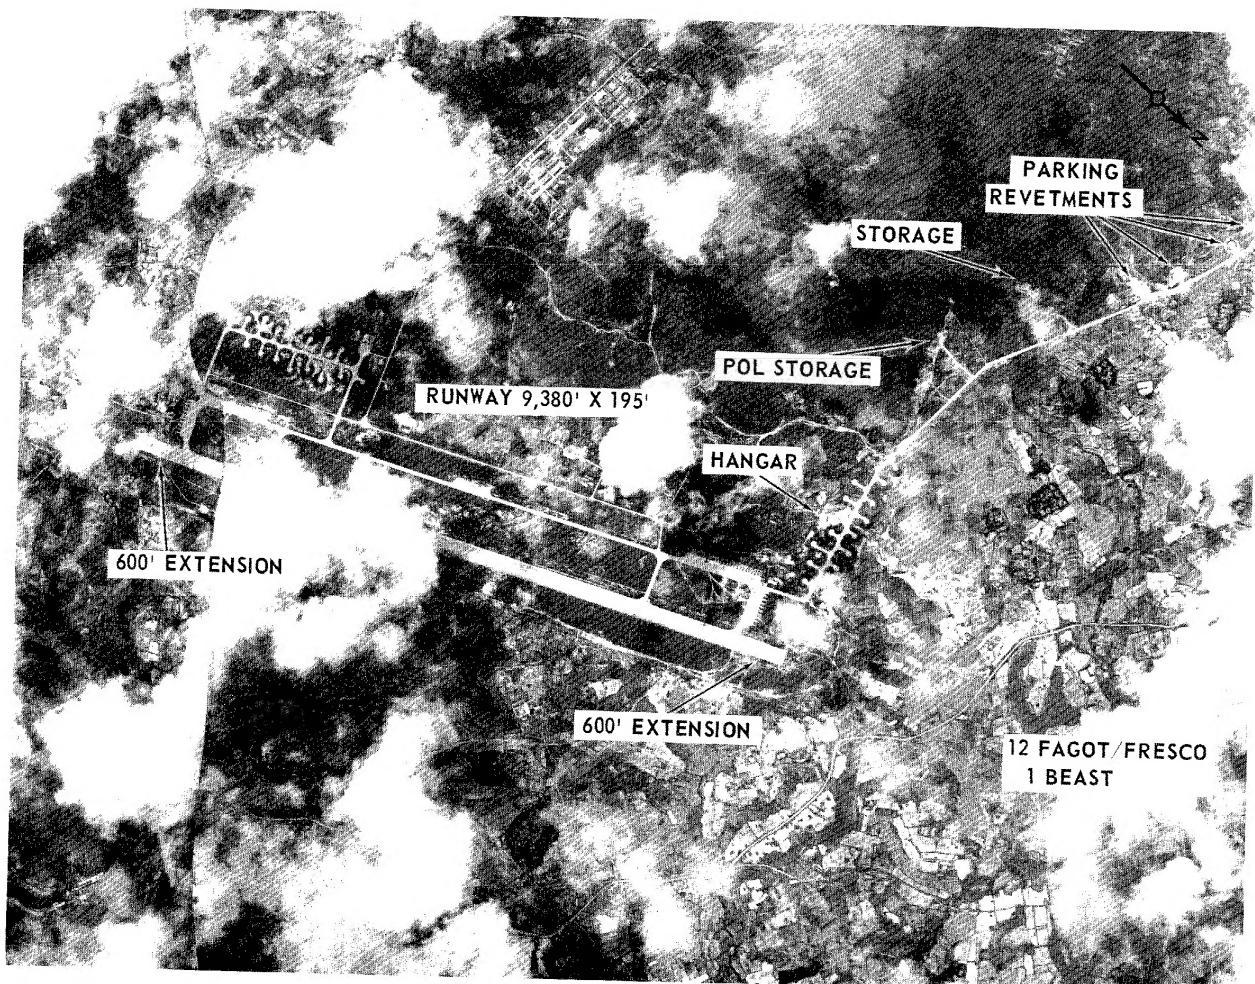 PARKING
REVETMENTS
STORAGE
POL STORAGE
RUNWAY 9,380' X 195'
HANGAR
600' EXTENSION
600' EXTENSION
12 FAGOT/FRESCO
1 BEAST